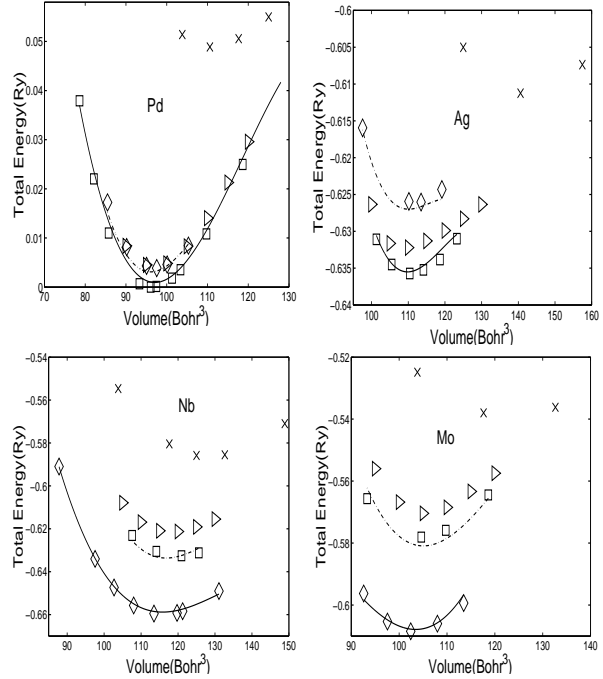 Total Energy(Ry)
0.05
0.04
0.03
0.02
0.01
0
Pd
70 80 90 100 110 120 130
Volume(Bohr³)
Total Energy(Ry)
−0.6
−0.605
−0.61
−0.615
−0.62
−0.625
−0.63
−0.635
−0.64
Ag
100 110 120 130 140 150 160
Volume(Bohr³)
Total Energy(Ry)
−0.54
−0.56
−0.58
−0.6
−0.62
−0.64
−0.66
Nb
90 100 110 120 130 140 150
Volume(Bohr³)
Total Energy(Ry)
−0.52
−0.54
−0.56
−0.58
−0.6
Mo
100 110 120 130 140
Volume(Bohr³)